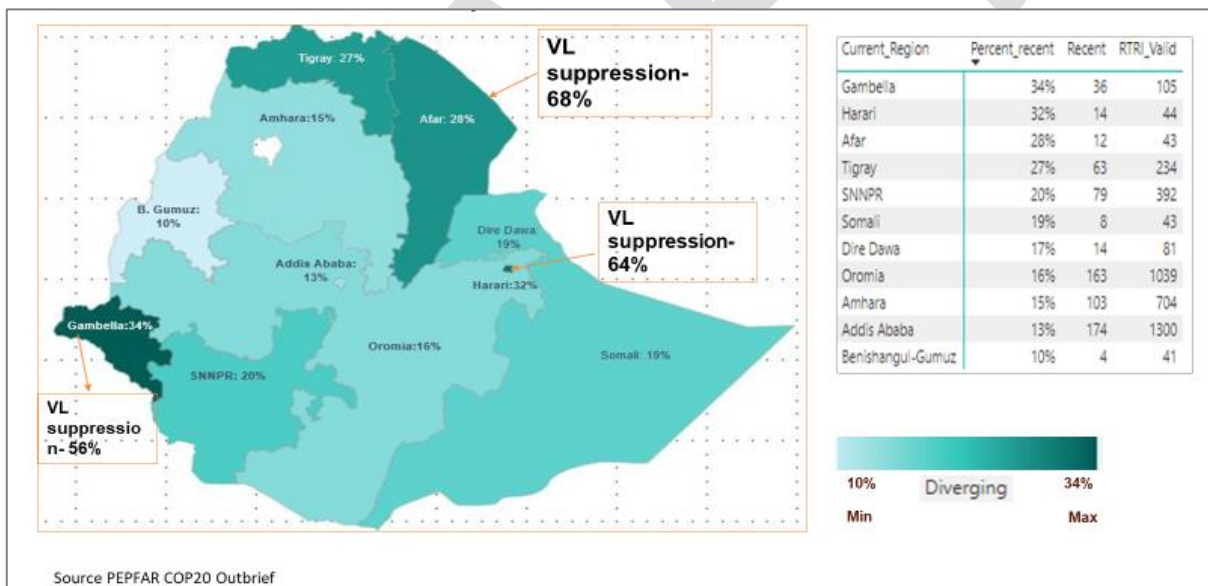 Tigray: 27%
VL
suppression-
68%
Amhara:15%
Afar: 28%
B. Gumuz:
10%
VL
suppression-
64%
Dire Dawa:
19%
Addis Ababa:
13%
Harari:32%
Gambella:34%
Oromia:16%
Somali: 19%
SNNPR: 20%
VL
suppressio
n- 56%
Current_Region Percent_recent Recent RTRI_Valid
Gambella 34% 36 105
Harari 32% 14 44
Afar 28% 12 43
Tigray 27% 63 234
SNNPR 20% 79 392
Somali 19% 8 43
Dire Dawa 17% 14 81
Oromia 16% 163 1039
Amhara 15% 103 704
Addis Ababa 13% 174 1300
Benishangul-Gumuz 10% 4 41
10% Diverging 34%
Min Max
Source PEPFAR COP20 Outbrief